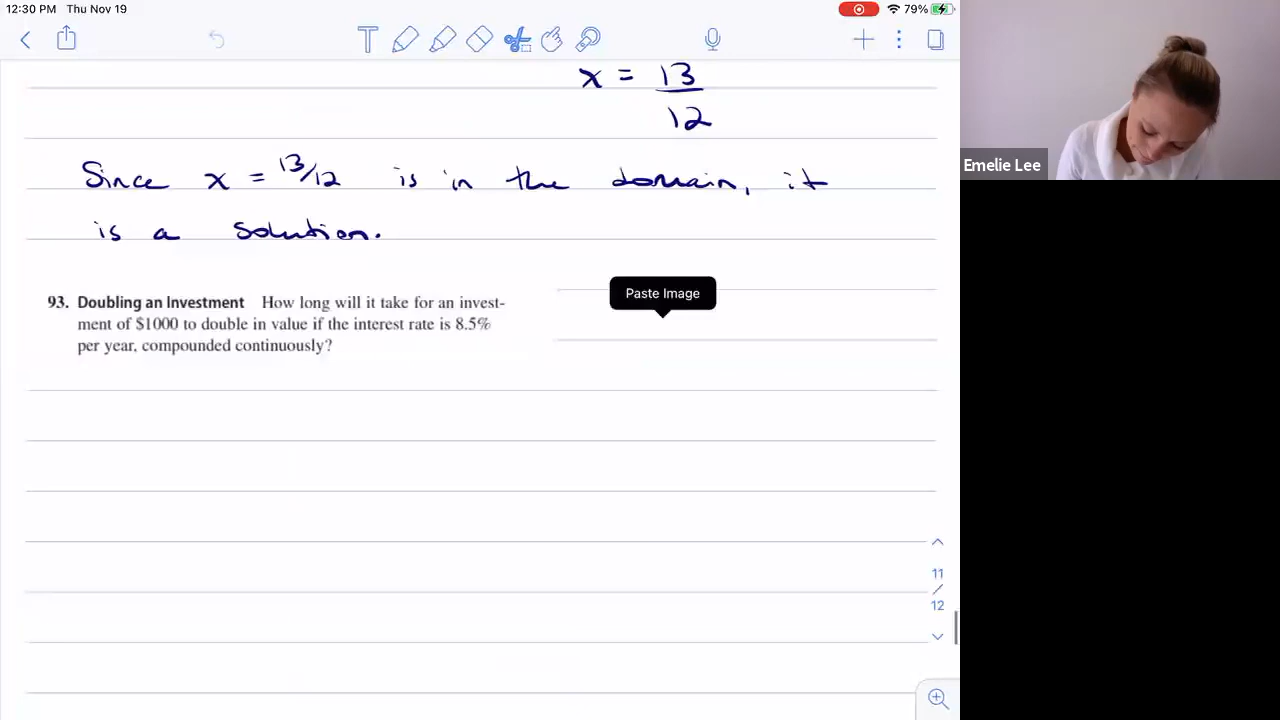 12:30 PM Thu Nov 19
79%
x = 13
12
Since x = 13/12 is in the domain, it
is a solution.
Emelie Lee
Paste Image
93. Doubling an Investment How long will it take for an invest-
ment of $1000 to double in value if the interest rate is 8.5%
per year, compounded continuously?
11
/
12